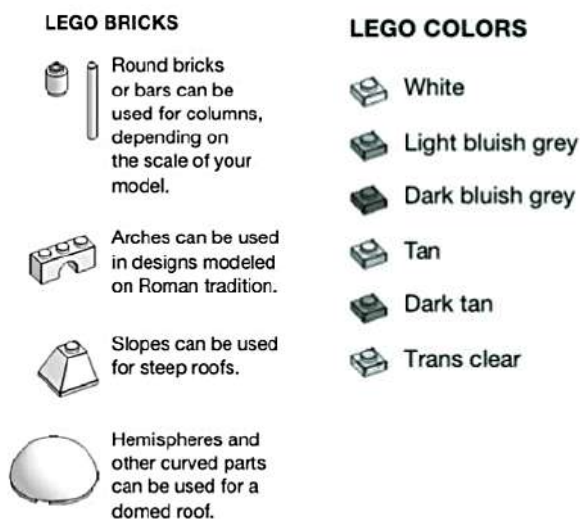 LEGO BRICKS
Round bricks
or bars can be
used for columns,
depending on
the scale of your
model.
Arches can be used
in designs modeled
on Roman tradition.
Slopes can be used
for steep roofs.
Hemispheres and
other curved parts
can be used for a
domed roof.
LEGO COLORS
White
Light bluish grey
Dark bluish grey
Tan
Dark tan
Trans clear